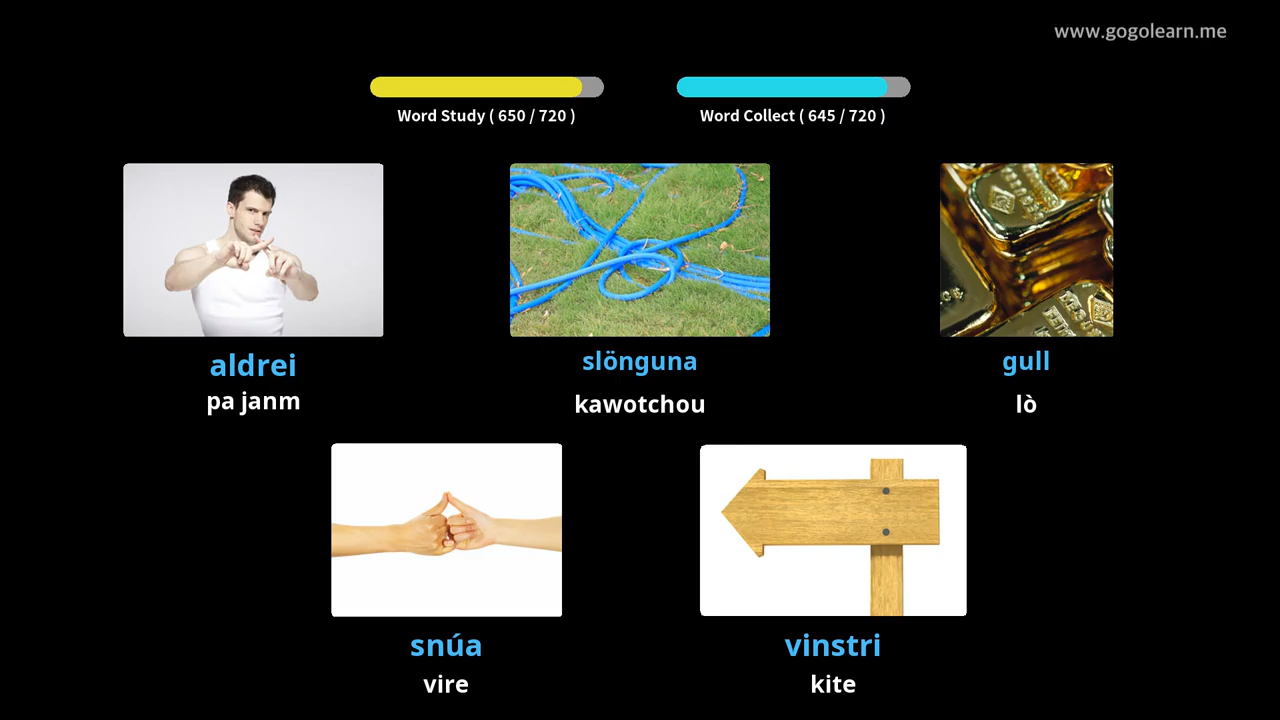 www.gogolearn.me
Word Study ( 650 / 720 )
Word Collect ( 645 / 720 )
aldrei
pa janm
slönguna
kawotchou
gull
lò
snúa
vire
vinstri
kite